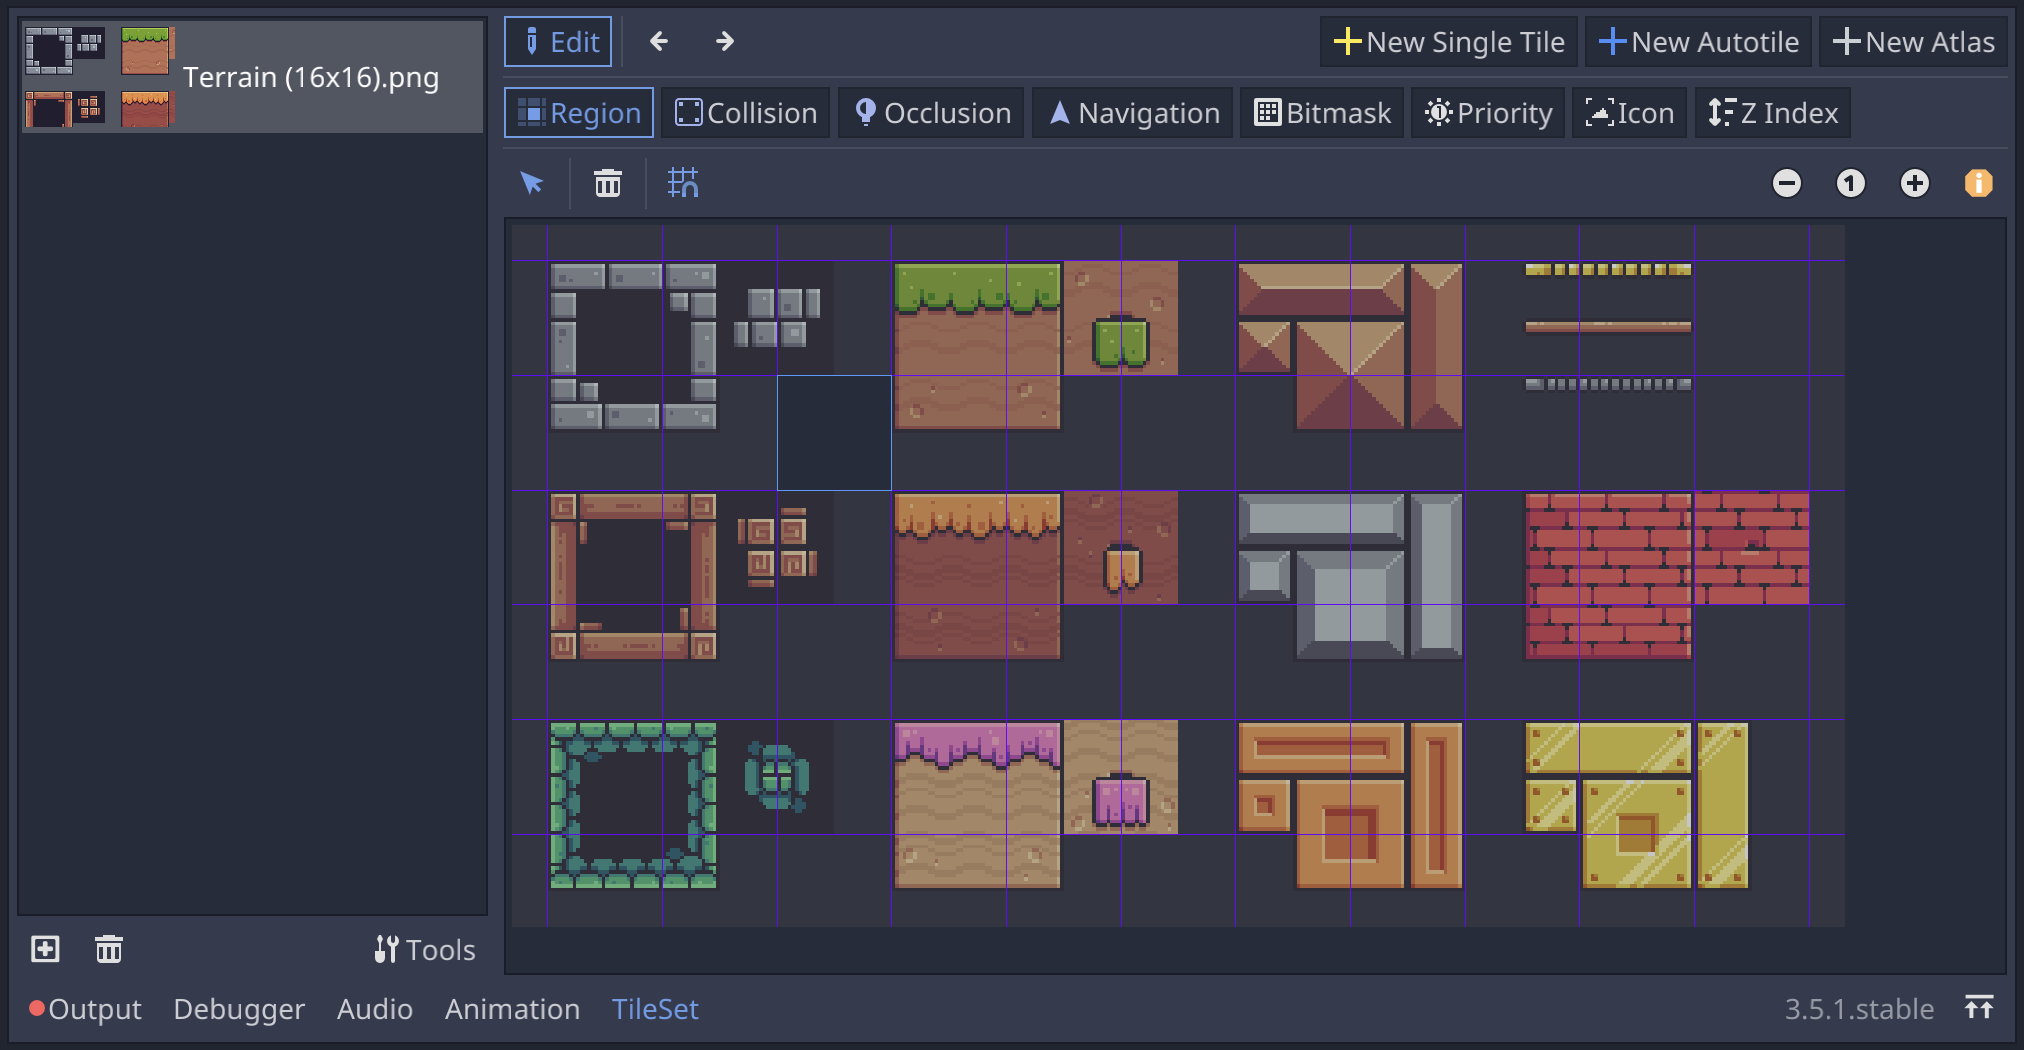 Terrain (16x16).png
Edit
New Single Tile
New Autotile
New Atlas
Region
Collision
Occlusion
Navigation
Bitmask
Priority
Icon
Z Index
1
Tools
Output
Debugger
Audio
Animation
TileSet
3.5.1.stable